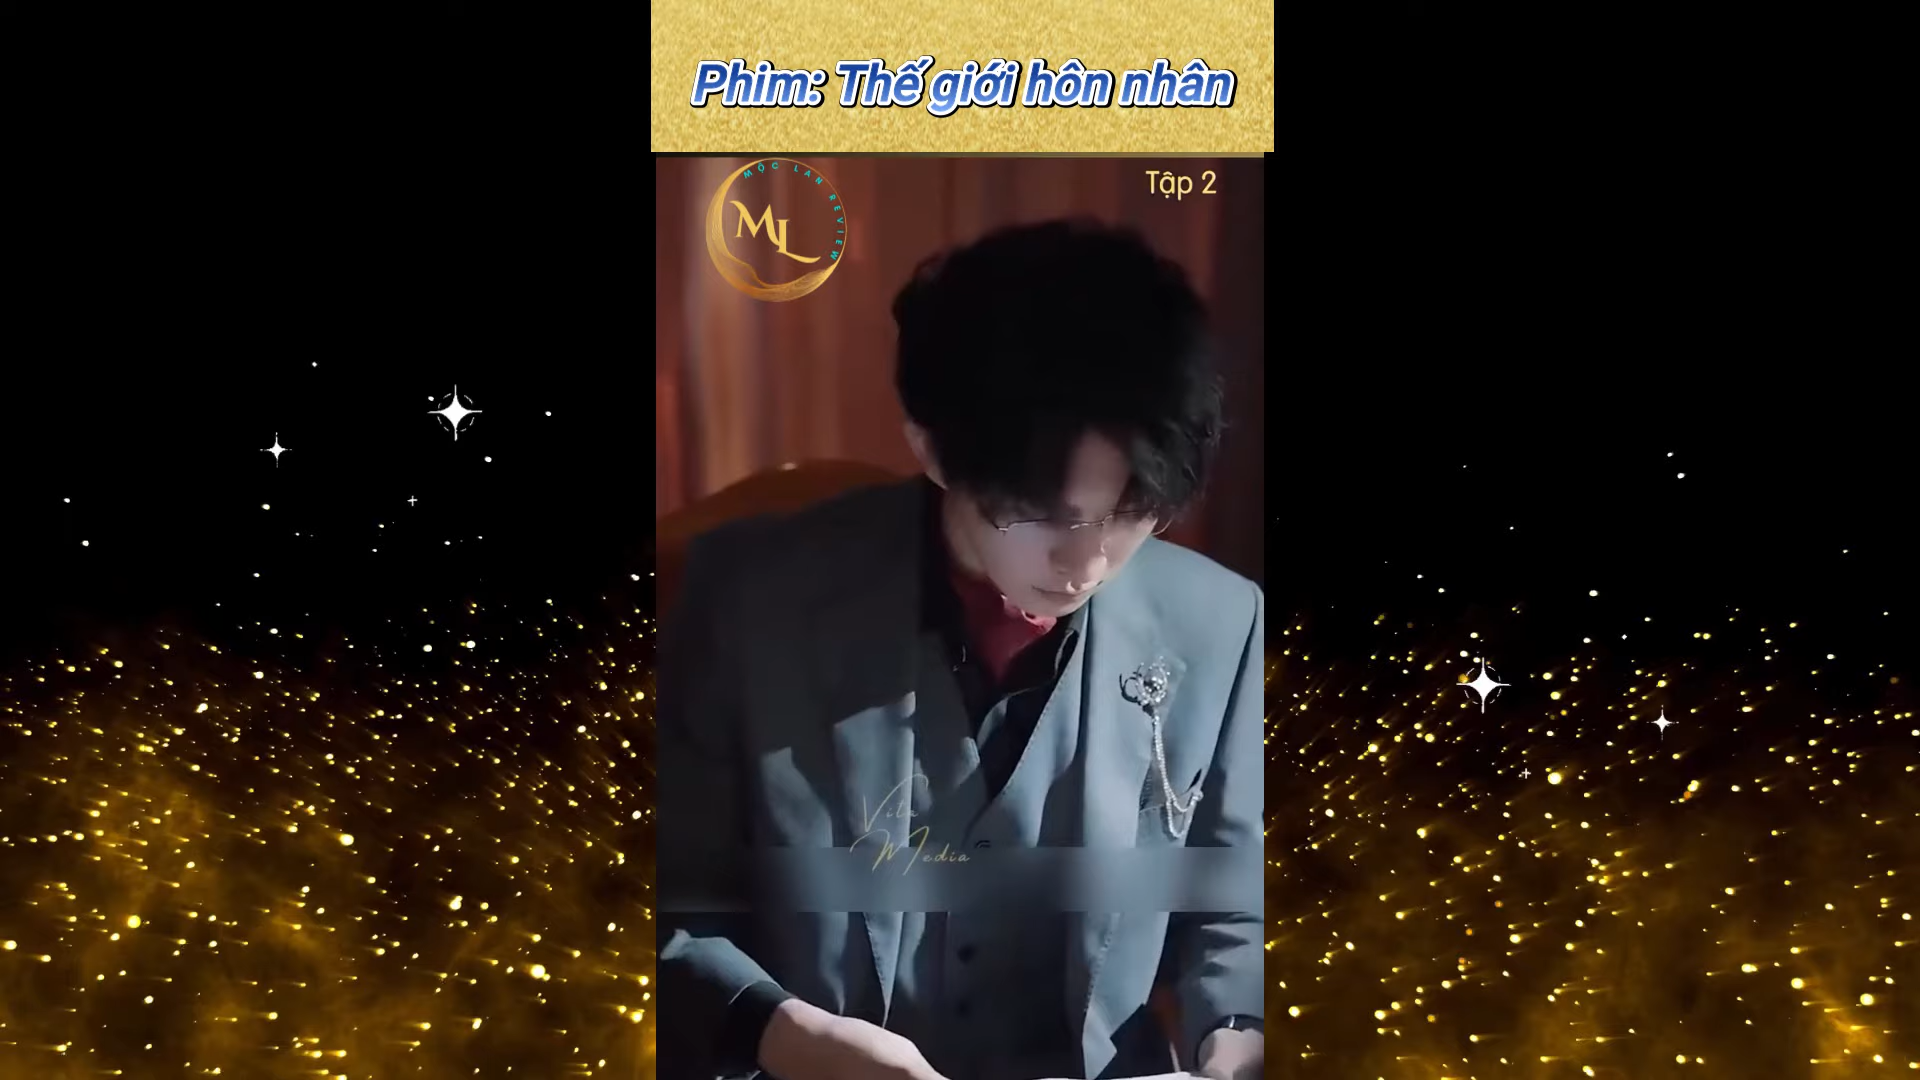 Phim: Thế giới hôn nhân
MỘC LAN REVIEW
ML
Tập 2
Vita
Media